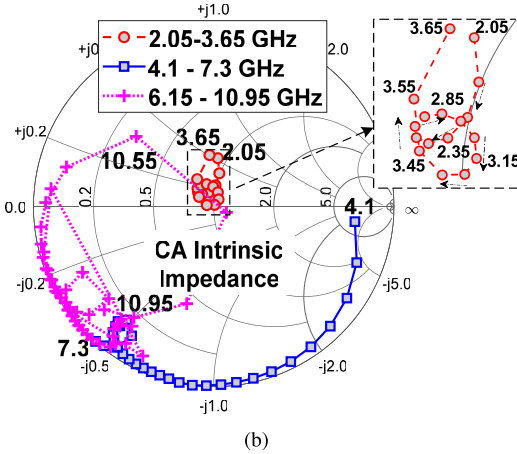 +j1.0
2.05-3.65 GHz
4.1 - 7.3 GHz
6.15 - 10.95 GHz
+j0
2.0
3.65
2.05
3.55
2.85
2.35
3.15
3.45
+j0.2
10.55
3.65
2.05
0.0
0.2
0.5
2.0
5.0
4.1
∞
CA Intrinsic
Impedance
-j0.2
-j5.0
10.95
7.3
-j0.5
-j2.0
-j1.0
(b)